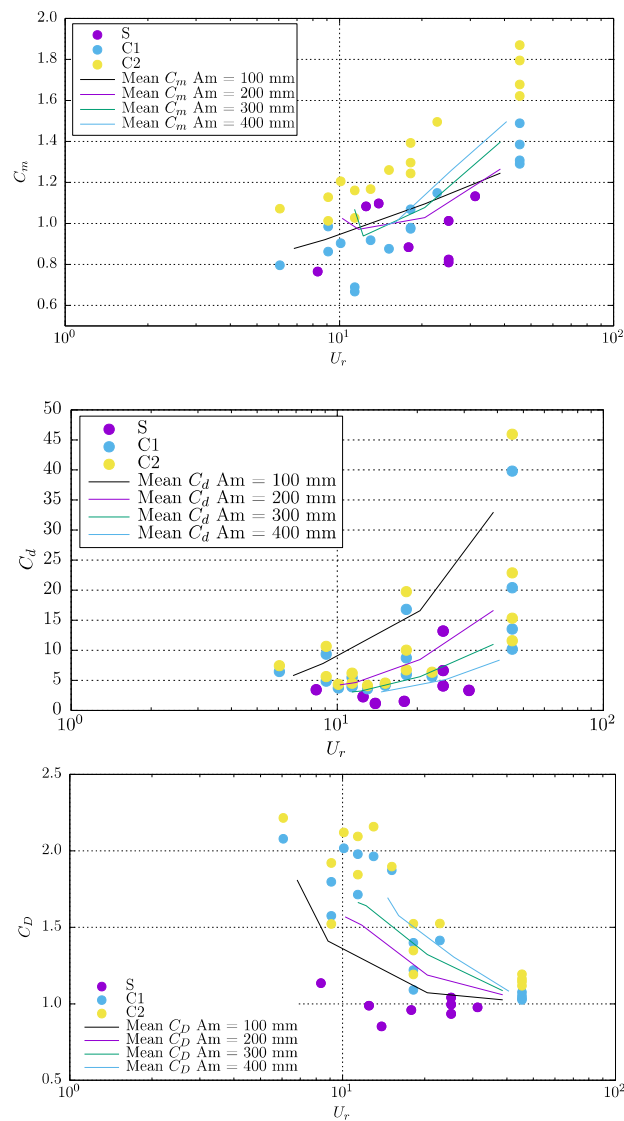 2.0
S
C1
C2
Mean C_m Am = 100 mm
Mean C_m Am = 200 mm
Mean C_m Am = 300 mm
Mean C_m Am = 400 mm
1.8
1.6
1.4
1.2
1.0
0.8
0.6
C_m
10^0
10^1
10^2
U_r
50
S
C1
C2
Mean C_d Am = 100 mm
Mean C_d Am = 200 mm
Mean C_d Am = 300 mm
Mean C_d Am = 400 mm
45
40
35
30
25
20
15
10
5
0
C_d
10^0
10^1
10^2
U_r
2.5
2.0
1.5
1.0
0.5
C_D
S
C1
C2
Mean C_D Am = 100 mm
Mean C_D Am = 200 mm
Mean C_D Am = 300 mm
Mean C_D Am = 400 mm
10^0
10^1
10^2
U_r